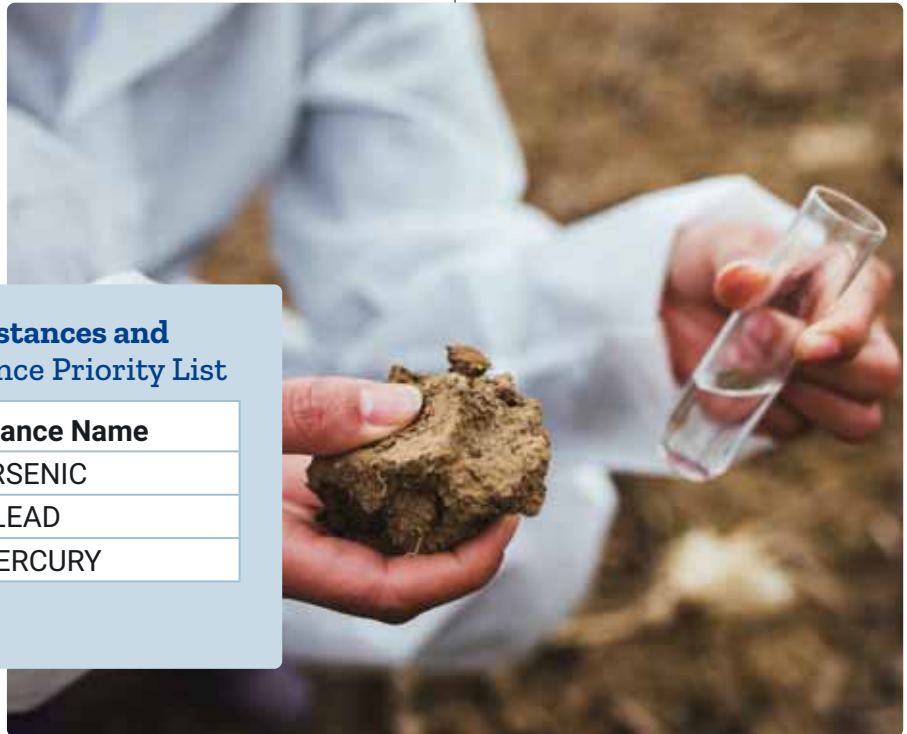 stances and
nce Priority List
ance Name
RSENIC
LEAD
ERCURY